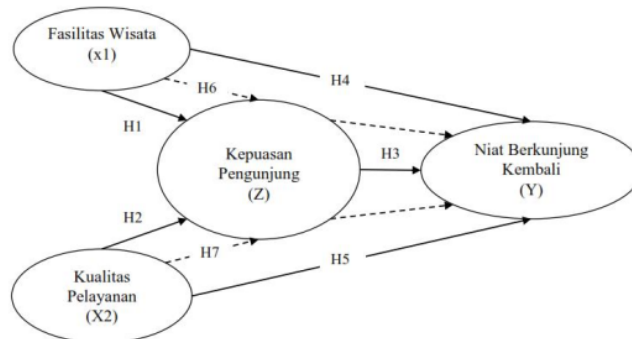 Fasilitas Wisata
(x1)
H6
H4
H1
Kepuasan
Pengunjung
(Z)
H3
Niat Berkunjung
Kembali
(Y)
H2
H7
H5
Kualitas
Pelayanan
(X2)